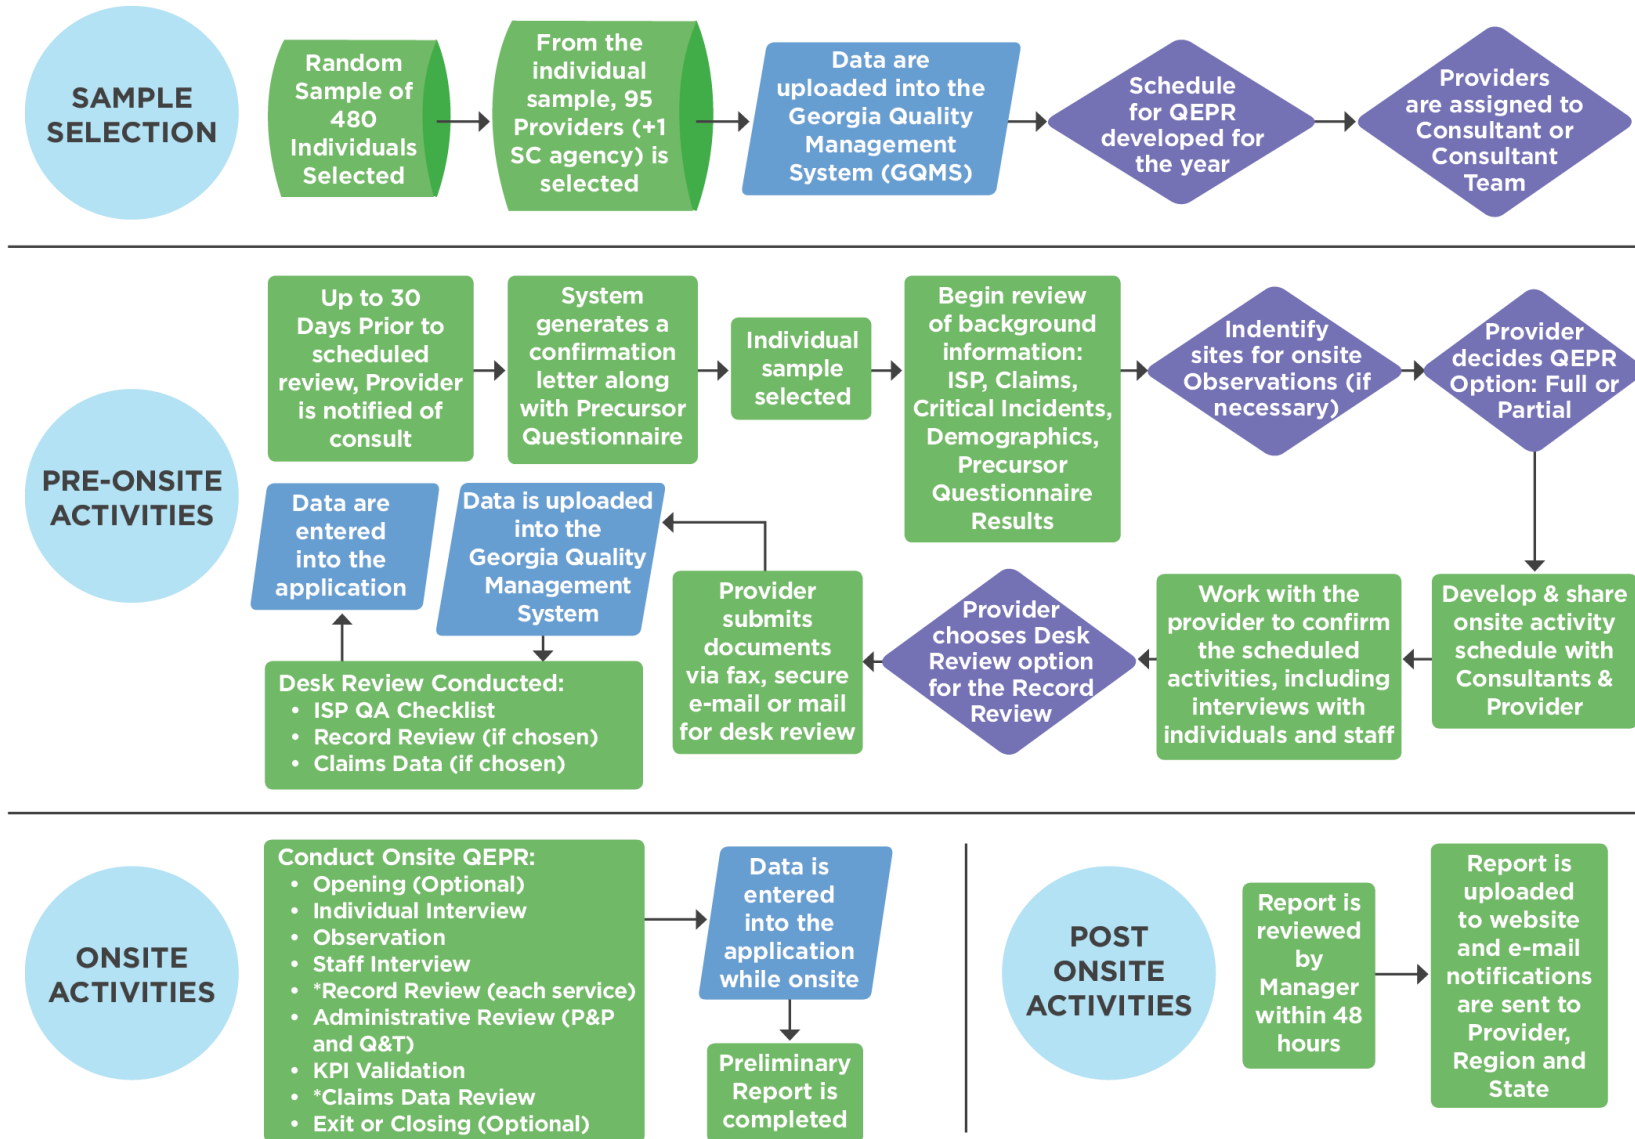 SAMPLE
SELECTION
Random
Sample of
480
Individuals
Selected
From the
individual
sample, 95
Providers (+1
SC agency) is
selected
Data are
uploaded into the
Georgia Quality
Management
System (GQMS)
Schedule
for QEPR
developed for
the year
Providers
are assigned to
Consultant or
Consultant
Team
PRE-ONSITE
ACTIVITIES
Up to 30
Days Prior to
scheduled
review, Provider
is notified of
consult
System
generates a
confirmation
letter along
with Precursor
Questionnaire
Individual
sample
selected
Begin review
of background
information:
ISP, Claims,
Critical Incidents,
Demographics,
Precursor
Questionnaire
Results
Indentify
sites for onsite
Observations (if
necessary)
Provider
decides QEPR
Option: Full or
Partial
Develop & share
onsite activity
schedule with
Consultants &
Provider
Work with the
provider to confirm
the scheduled
activities, including
interviews with
individuals and staff
Provider
chooses Desk
Review option
for the Record
Review
Provider
submits
documents
via fax, secure
e-mail or mail
for desk review
Data is uploaded
into the
Georgia Quality
Management
System
Desk Review Conducted:
• ISP QA Checklist
• Record Review (if chosen)
• Claims Data (if chosen)
Data are
entered
into the
application
ONSITE
ACTIVITIES
Conduct Onsite QEPR:
• Opening (Optional)
• Individual Interview
• Observation
• Staff Interview
• *Record Review (each service)
• Administrative Review (P&P
and Q&T)
• KPI Validation
• *Claims Data Review
• Exit or Closing (Optional)
Data is
entered
into the
application
while onsite
Preliminary
Report is
completed
POST
ONSITE
ACTIVITIES
Report is
reviewed
by
Manager
within 48
hours
Report is
uploaded
to website
and e-mail
notifications
are sent to
Provider,
Region and
State